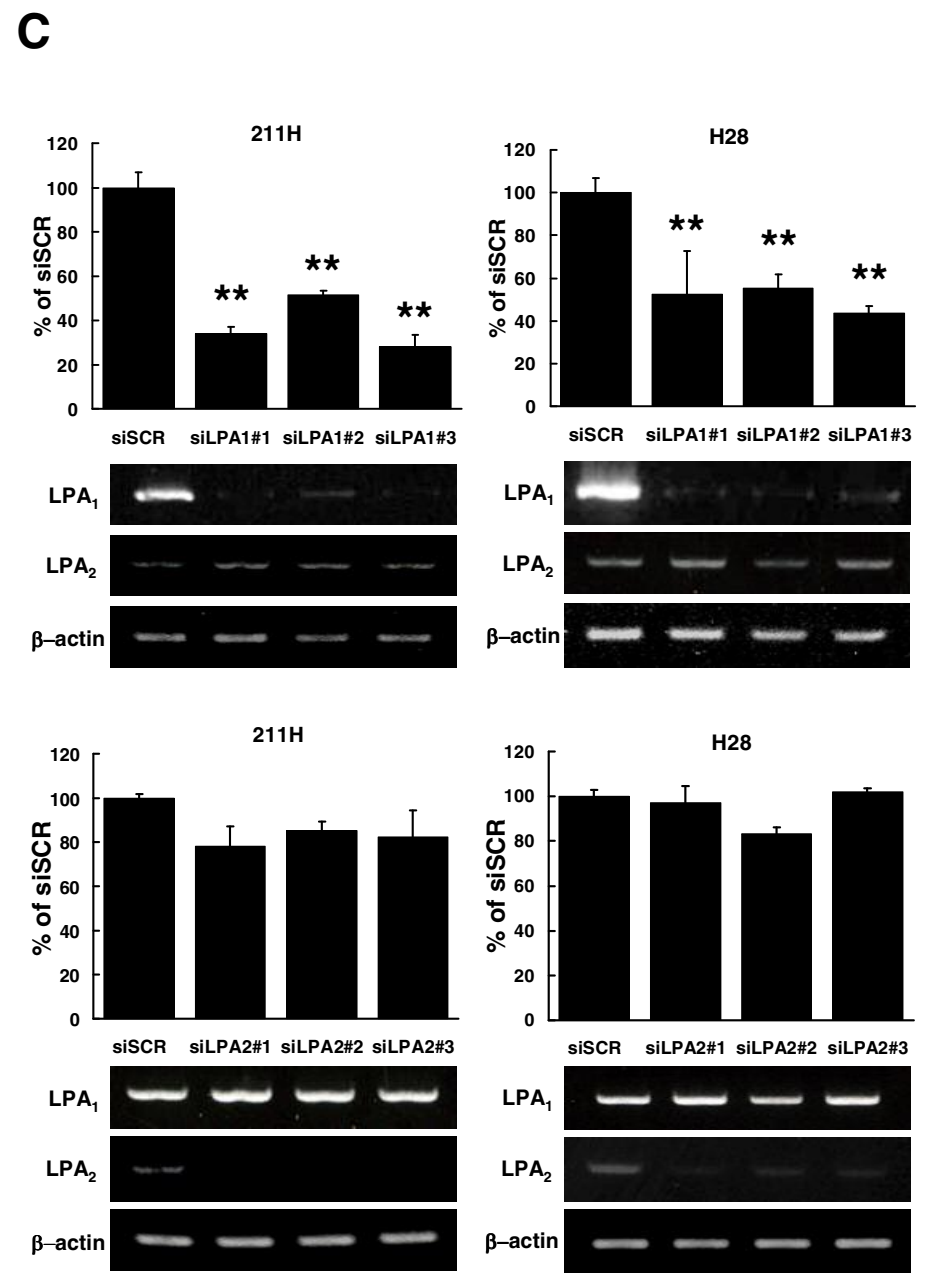 C
211H
% of siSCR
120
100
80
60
40
20
0
**
**
**
siSCR siLPA1#1 siLPA1#2 siLPA1#3
LPA1
LPA2
β–actin
H28
% of siSCR
120
100
80
60
40
20
0
**
**
**
siSCR siLPA1#1 siLPA1#2 siLPA1#3
LPA1
LPA2
β–actin
211H
% of siSCR
120
100
80
60
40
20
0
siSCR siLPA2#1 siLPA2#2 siLPA2#3
LPA1
LPA2
β–actin
H28
% of siSCR
120
100
80
60
40
20
0
siSCR siLPA2#1 siLPA2#2 siLPA2#3
LPA1
LPA2
β–actin